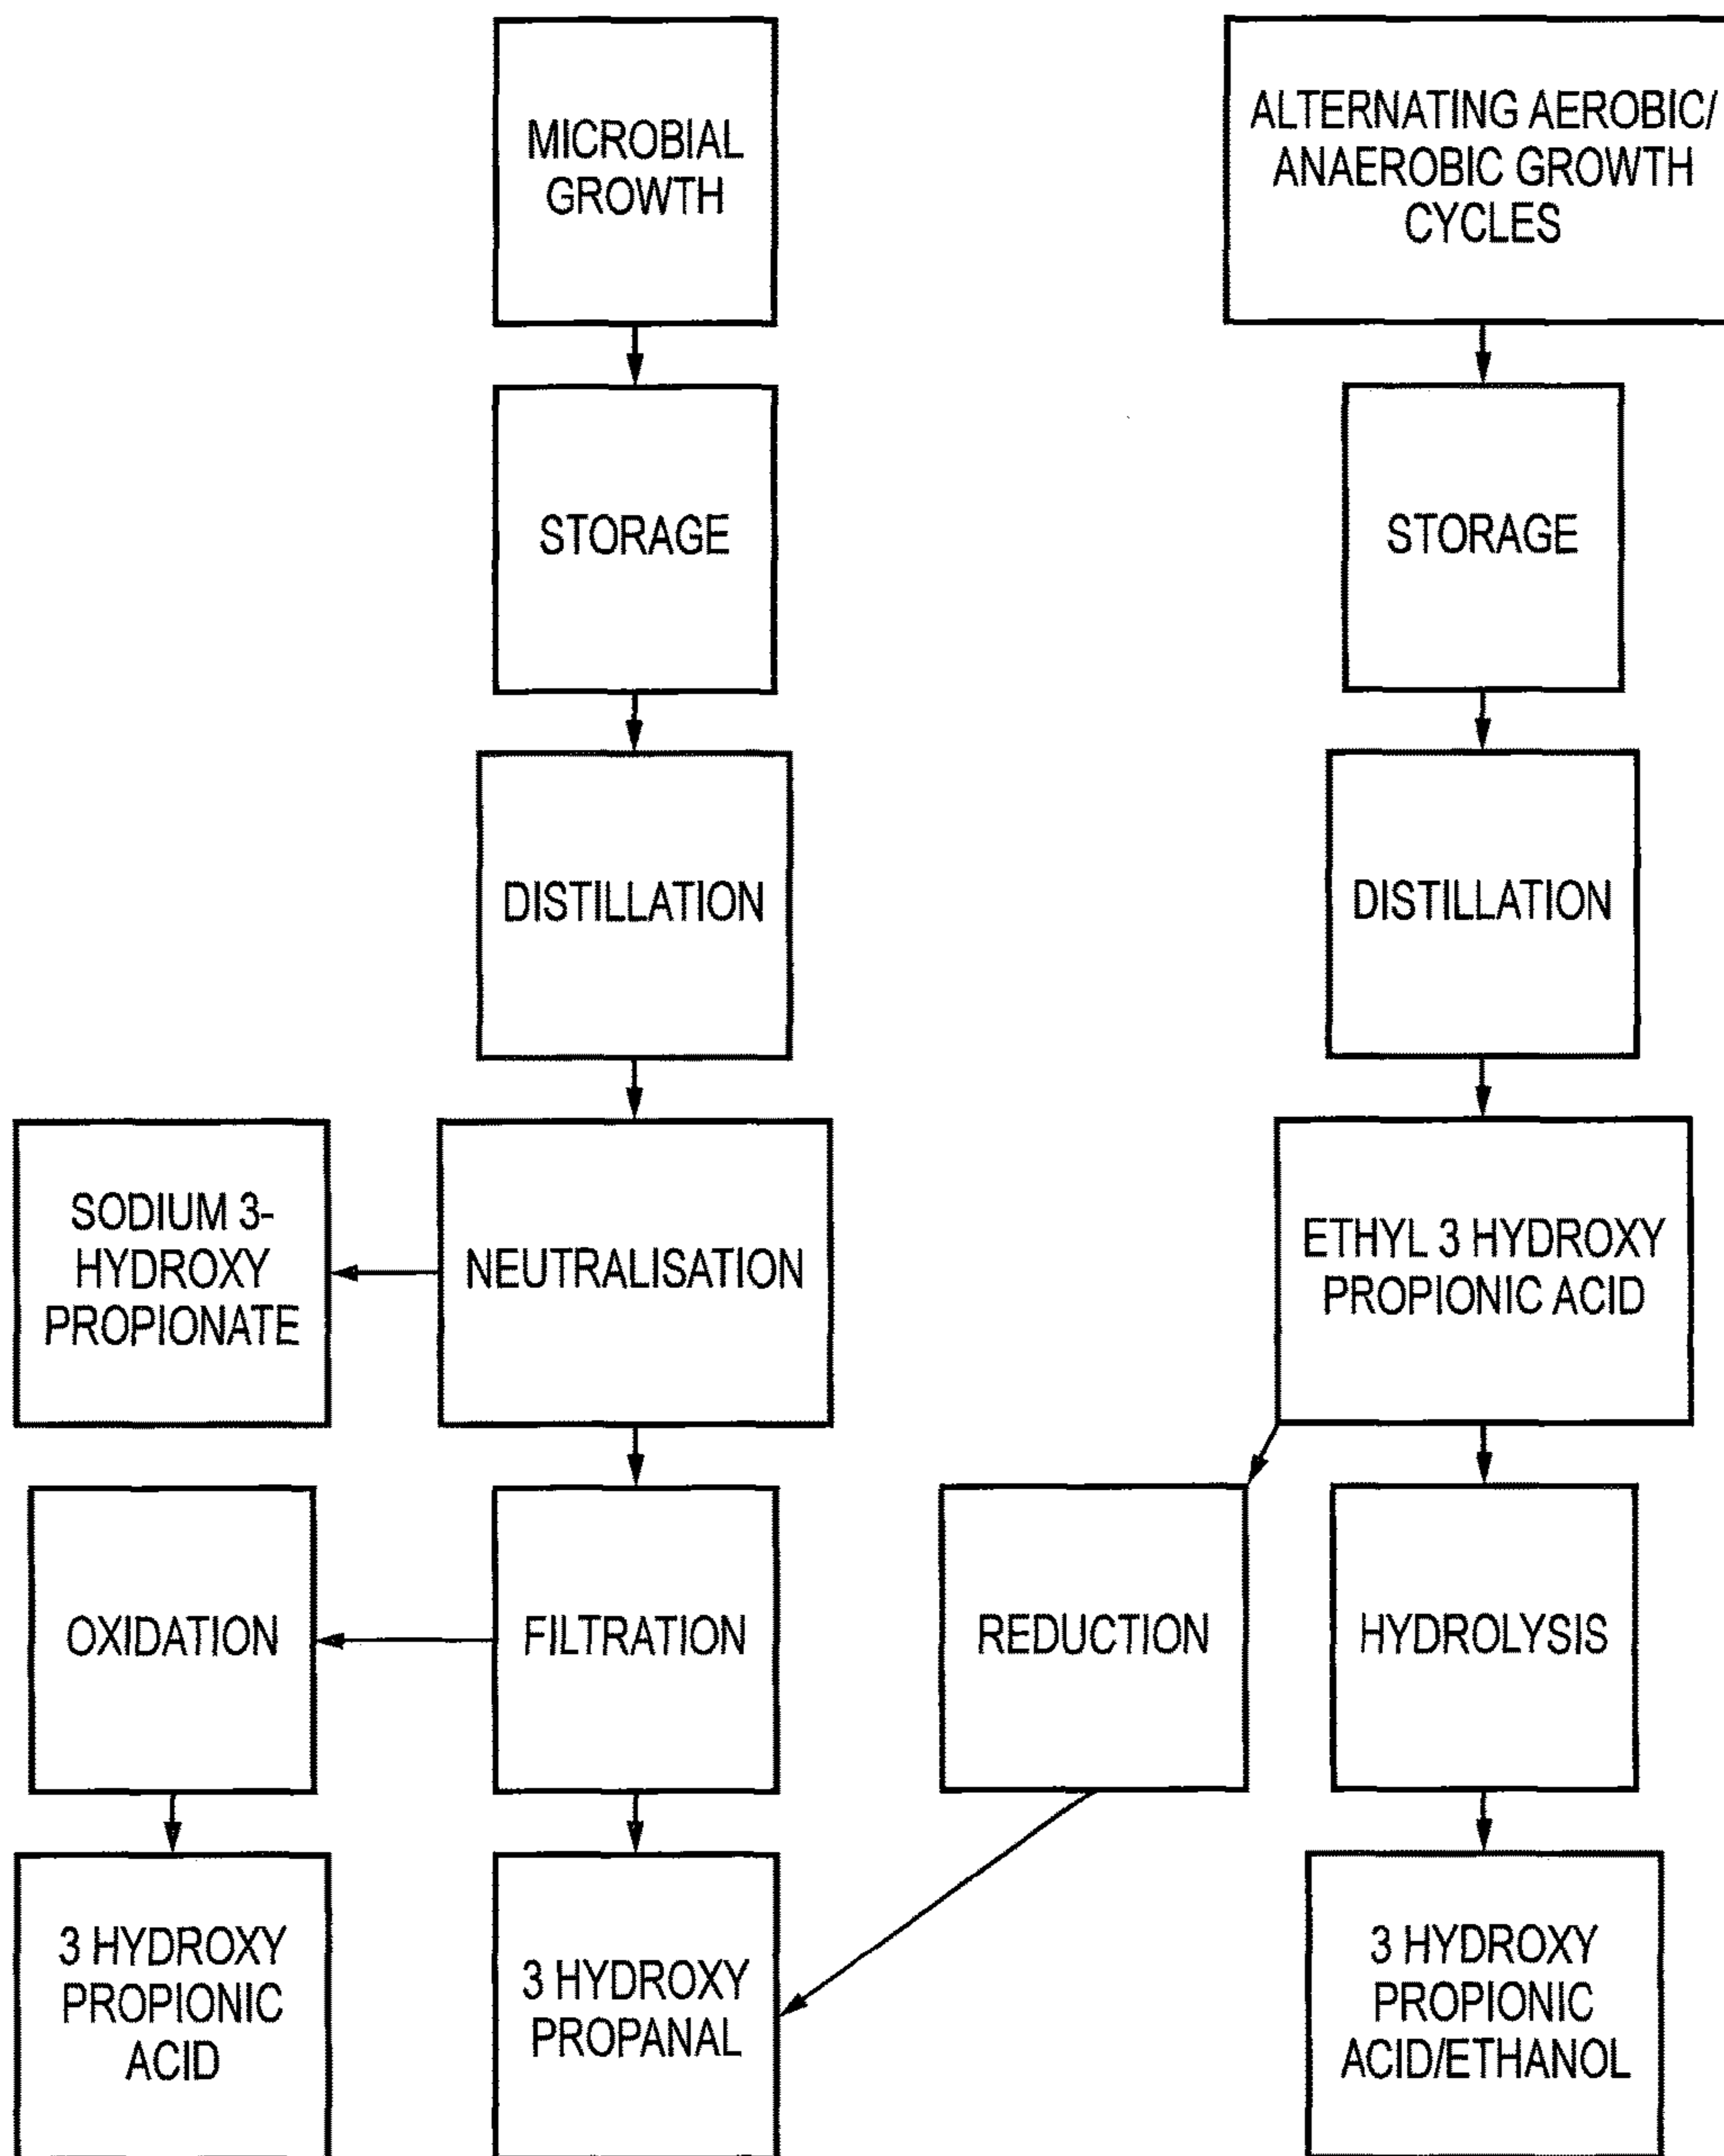 MICROBIAL
GROWTH
ALTERNATING AEROBIC/
ANAEROBIC GROWTH
CYCLES
STORAGE
STORAGE
DISTILLATION
DISTILLATION
SODIUM 3-
HYDROXY
PROPIONATE
NEUTRALISATION
ETHYL 3 HYDROXY
PROPIONIC ACID
OXIDATION
FILTRATION
REDUCTION
HYDROLYSIS
3 HYDROXY
PROPIONIC
ACID
3 HYDROXY
PROPANAL
3 HYDROXY
PROPIONIC
ACID/ETHANOL